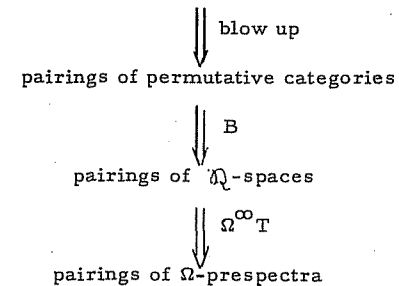 blow up
pairings of permutative categories
B
pairings of 𝔑-spaces
Ω^∞T
pairings of Ω-prespectra